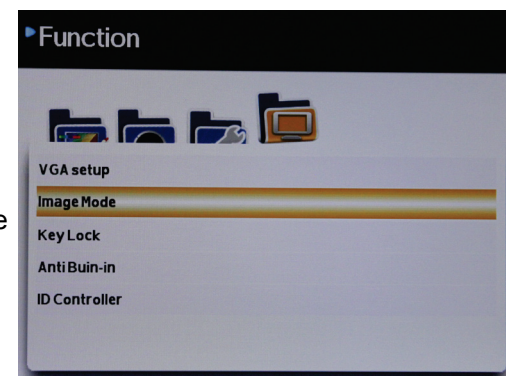 Function
VGA setup
Image Mode
e
Key Lock
Anti Buin-in
ID Controller